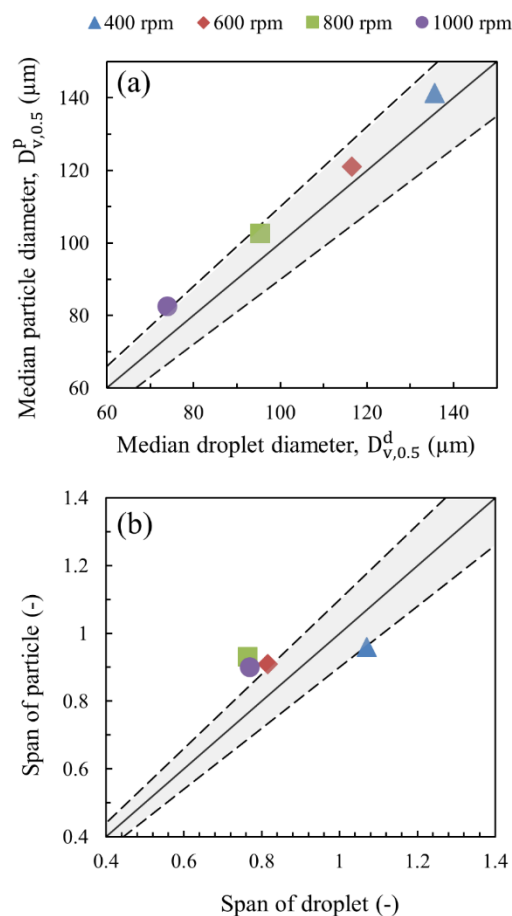 400 rpm 600 rpm 800 rpm 1000 rpm
(a)
Median particle diameter, D^p_v,0.5 (μm)
140
120
100
80
60
60 80 100 120 140
Median droplet diameter, D^d_v,0.5 (μm)
(b)
Span of particle (-)
1.4
1.2
1
0.8
0.6
0.4
0.4 0.6 0.8 1 1.2 1.4
Span of droplet (-)